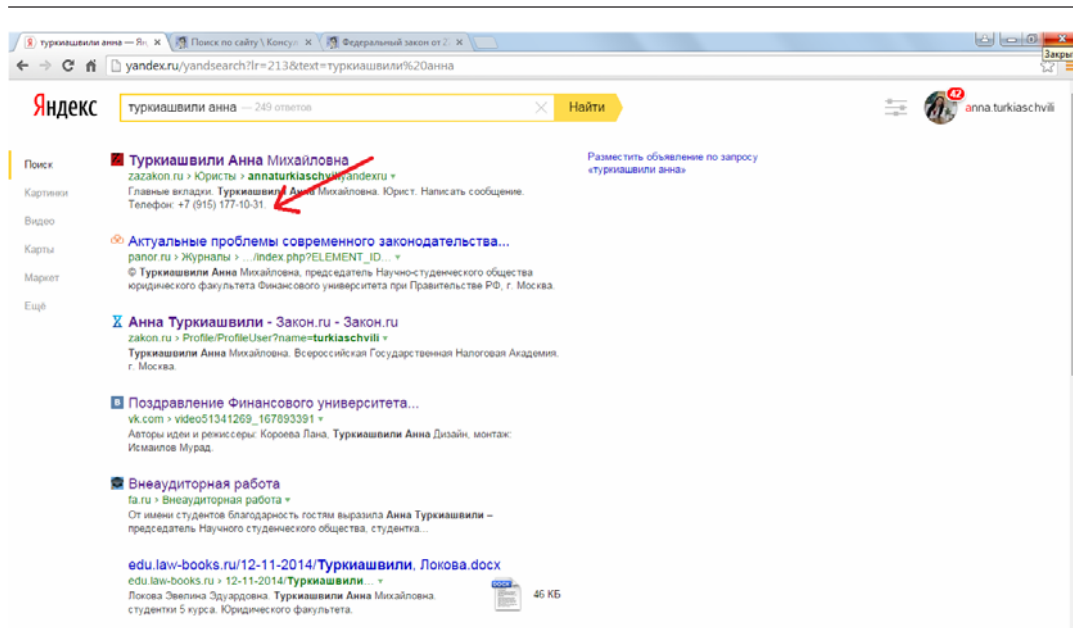 туркиашвили анна — Ян
Поиск по сайту \ Консул
Федеральный закон от 2
Закры
yandex.ru/yandsearch?lr=213&text=туркиашвили%20анна
Яндекс
туркиашвили анна — 249 ответов
Найти
42
anna.turkiaschvili
Поиск
Картинки
Видео
Карты
Маркет
Ещё
Туркиашвили Анна Михайловна
zazakon.ru › Юристы › annaturkiaschviliyandexru
Главные вкладки. Туркиашвили Анна Михайловна. Юрист. Написать сообщение.
Телефон: +7 (915) 177-10-31.
Разместить объявление по запросу
«туркиашвили анна»
Актуальные проблемы современного законодательства...
panor.ru › Журналы › .../index.php?ELEMENT_ID...
© Туркиашвили Анна Михайловна, председатель Научно-студенческого общества
юридического факультета Финансового университета при Правительстве РФ, г. Москва.
Анна Туркиашвили - Закон.ru - Закон.ru
zakon.ru › Profile/ProfileUser?name=turkiaschvili
Туркиашвили Анна Михайловна. Всероссийская Государственная Налоговая Академия.
г. Москва.
Поздравление Финансового университета...
vk.com › video51341269_167893391
Авторы идеи и режиссеры: Короева Лана, Туркиашвили Анна Дизайн, монтаж:
Исмаилов Мурад.
Внеаудиторная работа
fa.ru › Внеаудиторная работа
От имени студентов благодарность гостям выразила Анна Туркиашвили –
председатель Научного студенческого общества, студентка...
edu.law-books.ru/12-11-2014/Туркиашвили, Локова.docx
edu.law-books.ru › 12-11-2014/Туркиашвили...
Локова Эвелина Эдуардовна. Туркиашвили Анна Михайловна.
студентки 5 курса. Юридического факультета.
DOCX
46 КБ